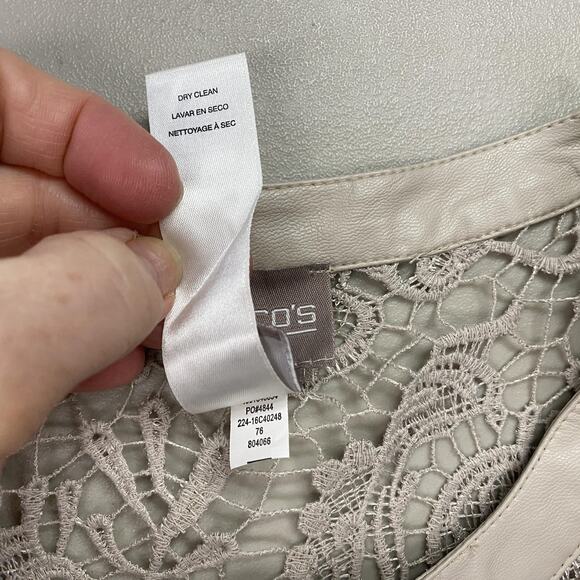 DRY CLEAN
LAVAR EN SECO
NETTOYAGE À SEC
CO'S
PO#4844
224-16C40248
76
804066